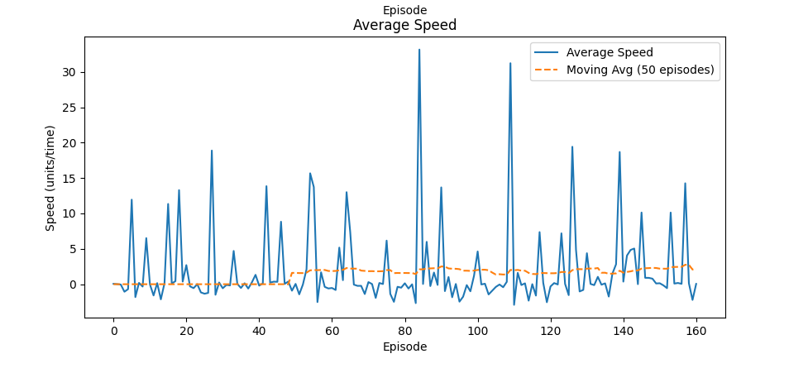 Episode
Average Speed
Average Speed
Moving Avg (50 episodes)
Speed (units/time)
30
25
20
15
10
5
0
0 20 40 60 80 100 120 140 160
Episode